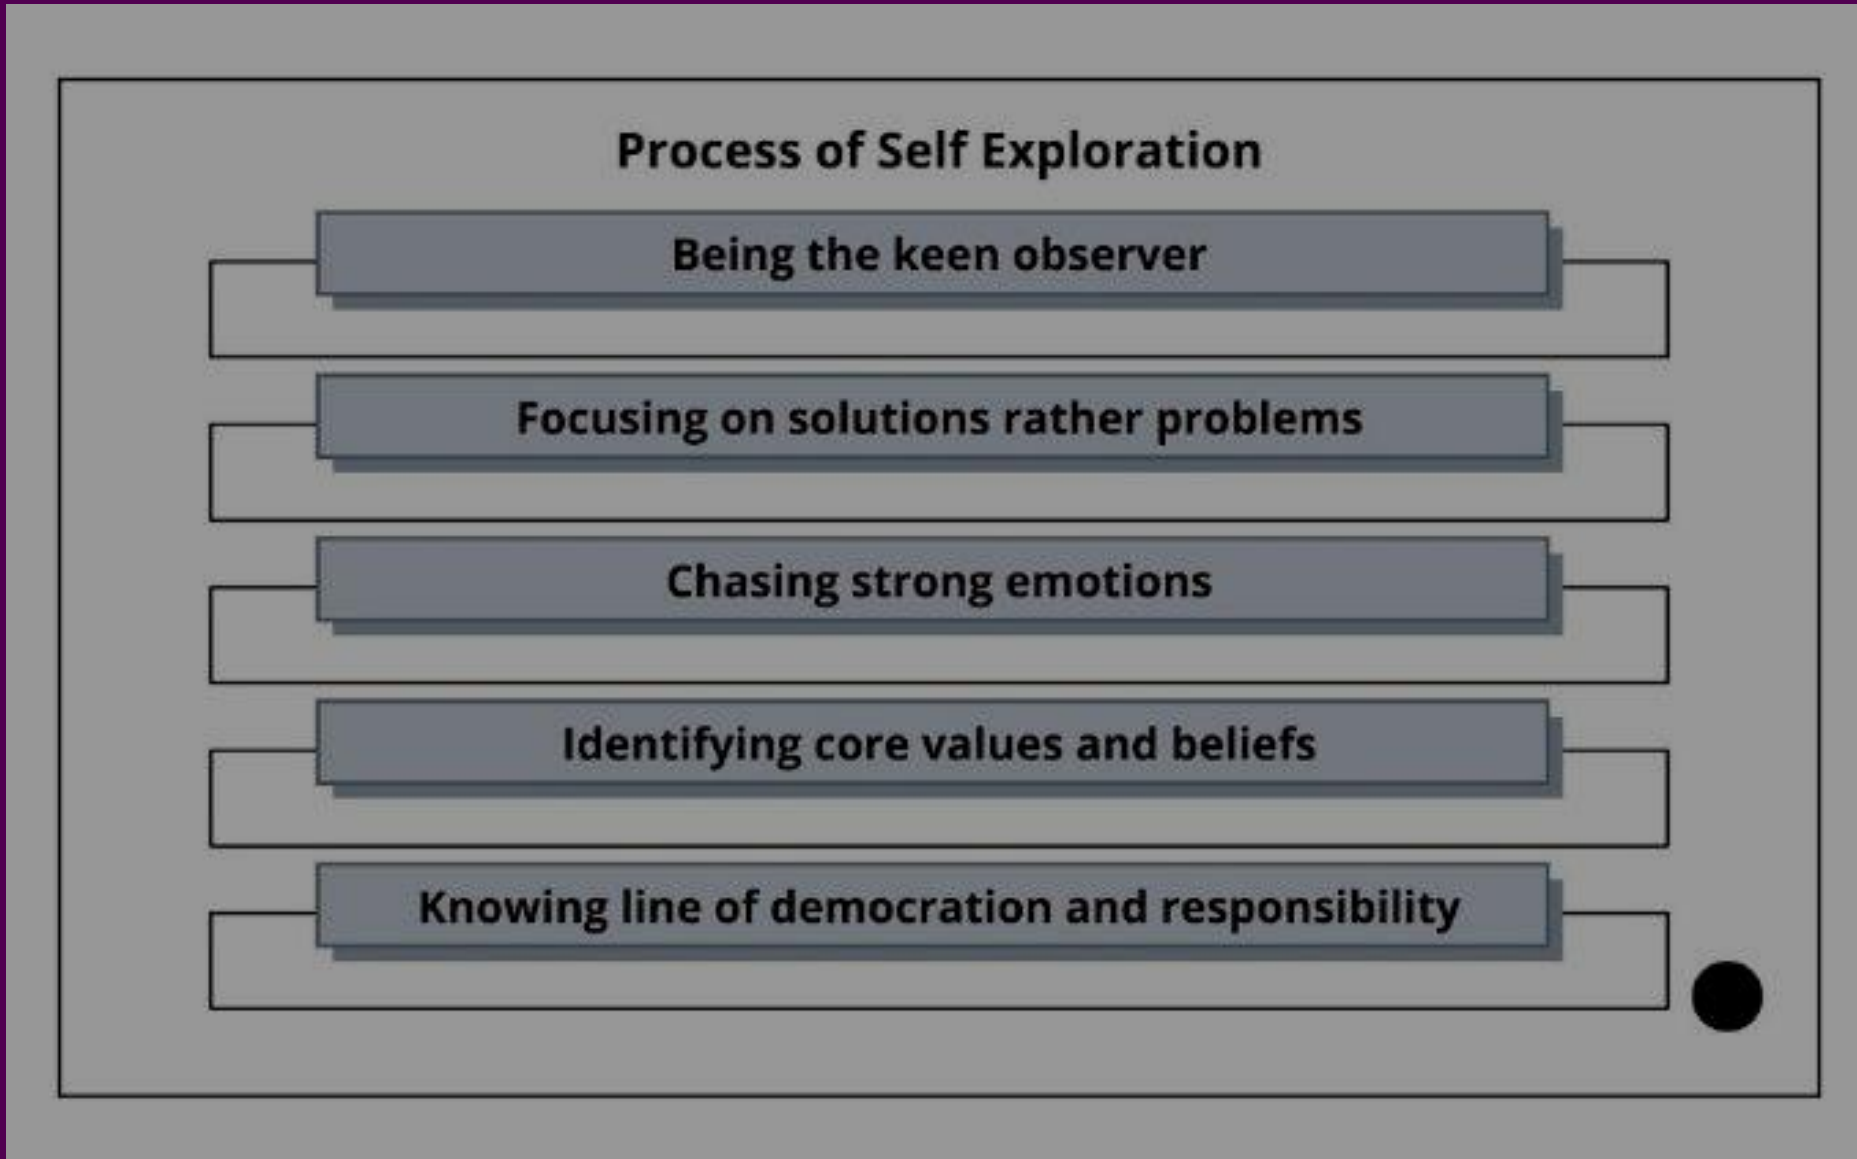 Process of Self Exploration
Being the keen observer
Focusing on solutions rather problems
Chasing strong emotions
Identifying core values and beliefs
Knowing line of democration and responsibility